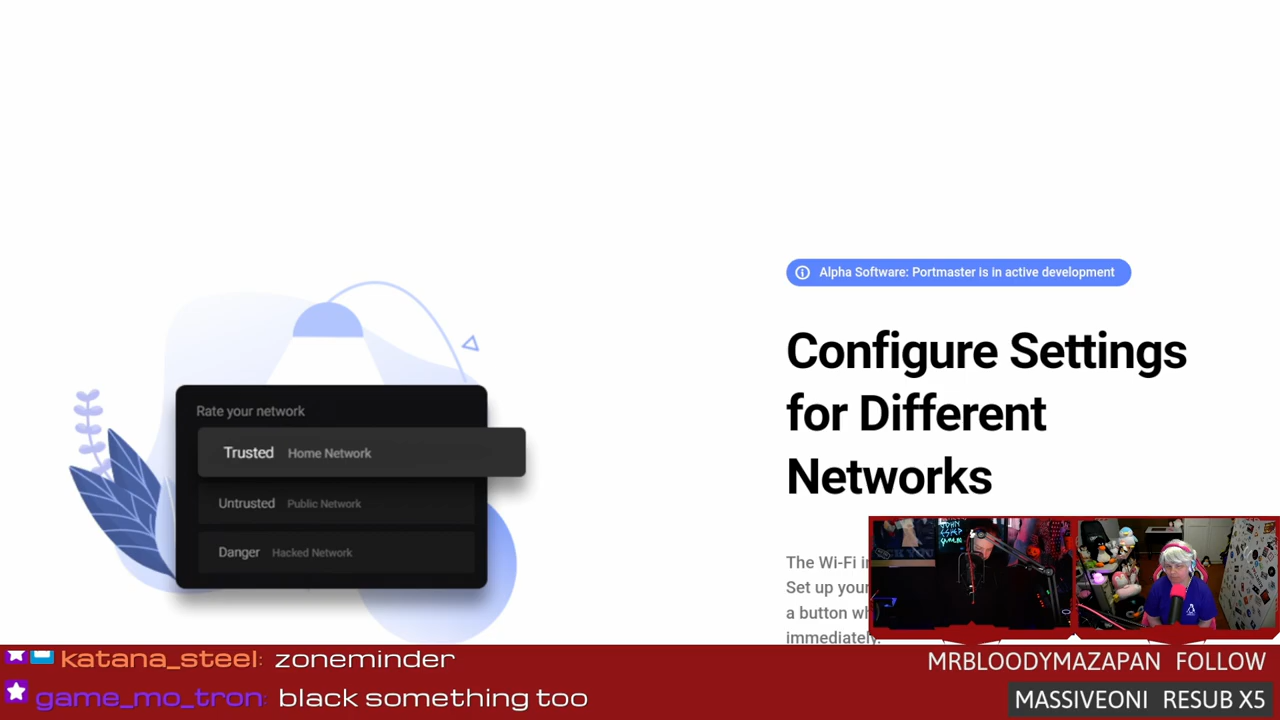 Alpha Software: Portmaster is in active development
Configure Settings
for Different
Networks
The Wi-Fi
Set up your
a button
immediately.
Rate your network
Trusted Home Network
Untrusted Public Network
Danger Hacked Network
katana_steel: zoneminder
game_mo_tron: black something too
MRBLOODYMAZAPAN FOLLOW
MASSIVEONI RESUB X5